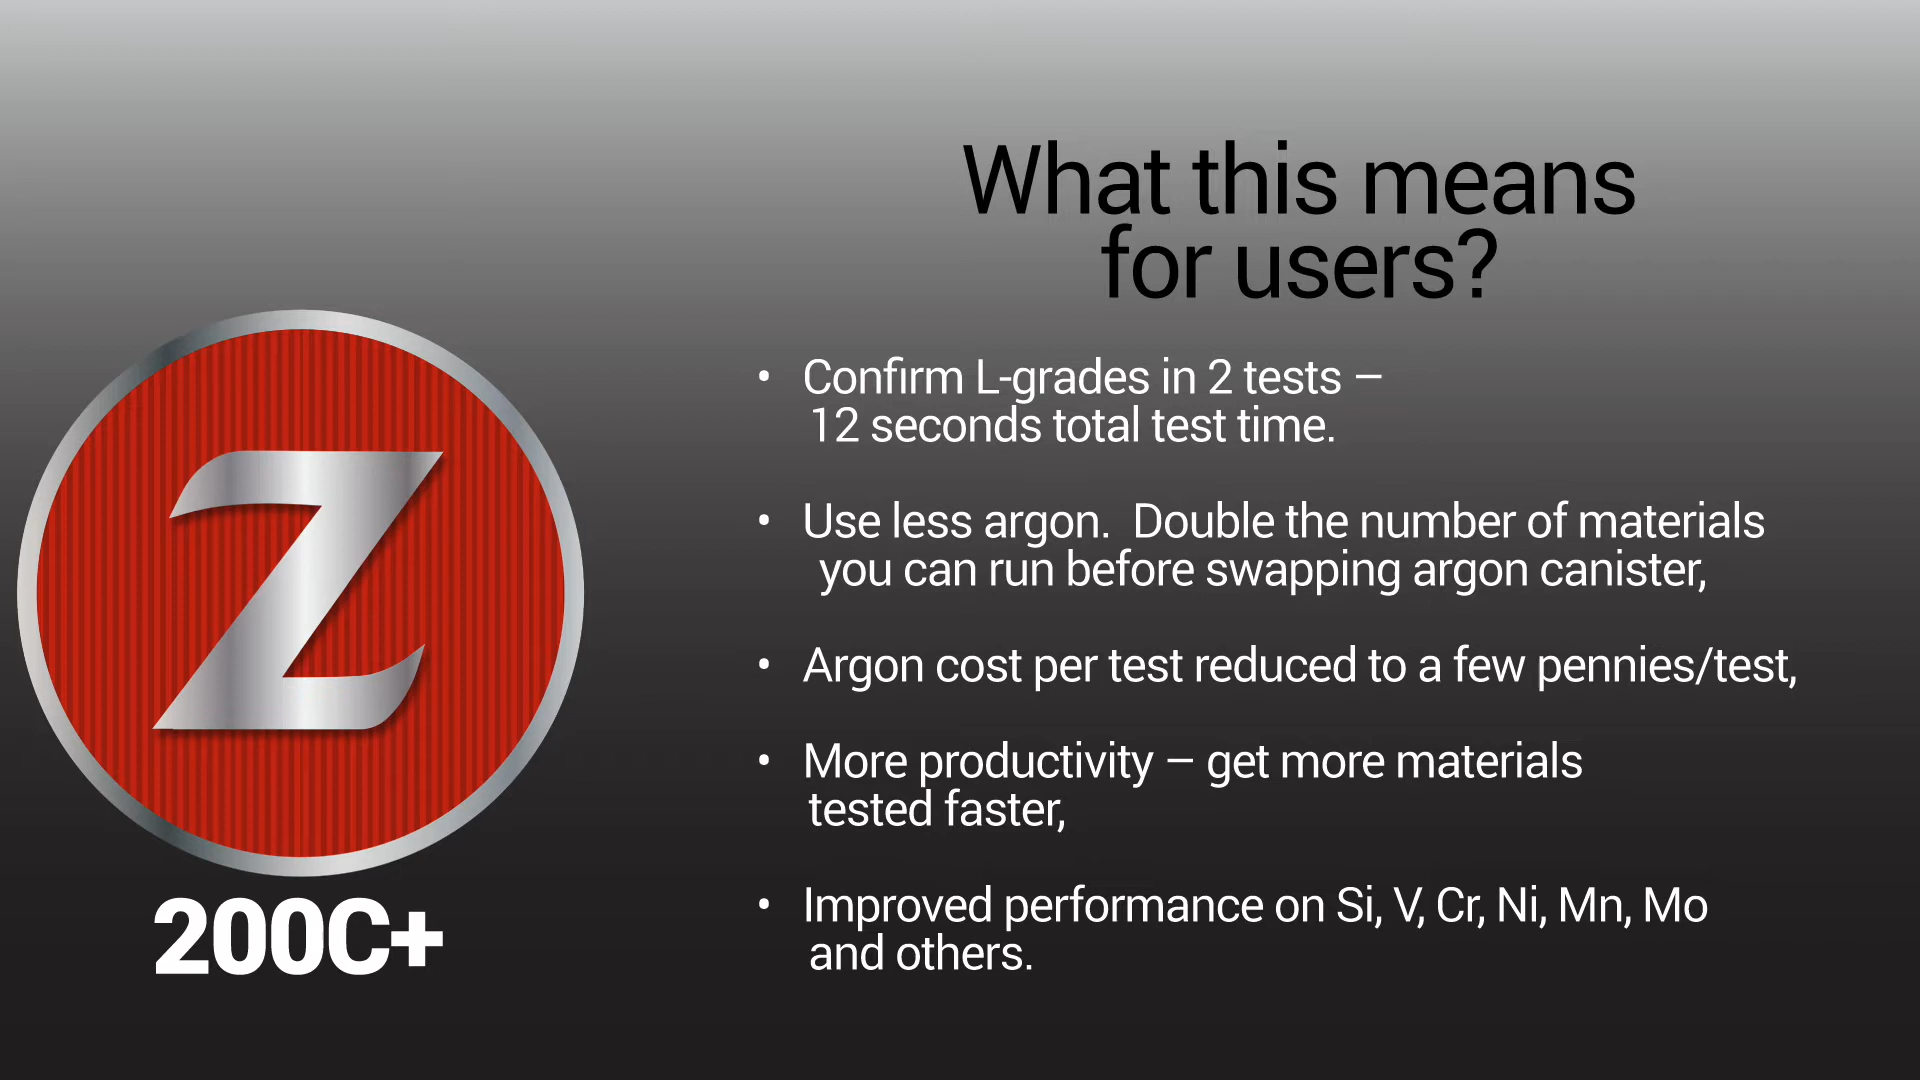 What this means
for users?
• Confirm L-grades in 2 tests –
12 seconds total test time.
• Use less argon.  Double the number of materials
you can run before swapping argon canister,
• Argon cost per test reduced to a few pennies/test,
• More productivity – get more materials
tested faster,
• Improved performance on Si, V, Cr, Ni, Mn, Mo
and others.
Z
200C+